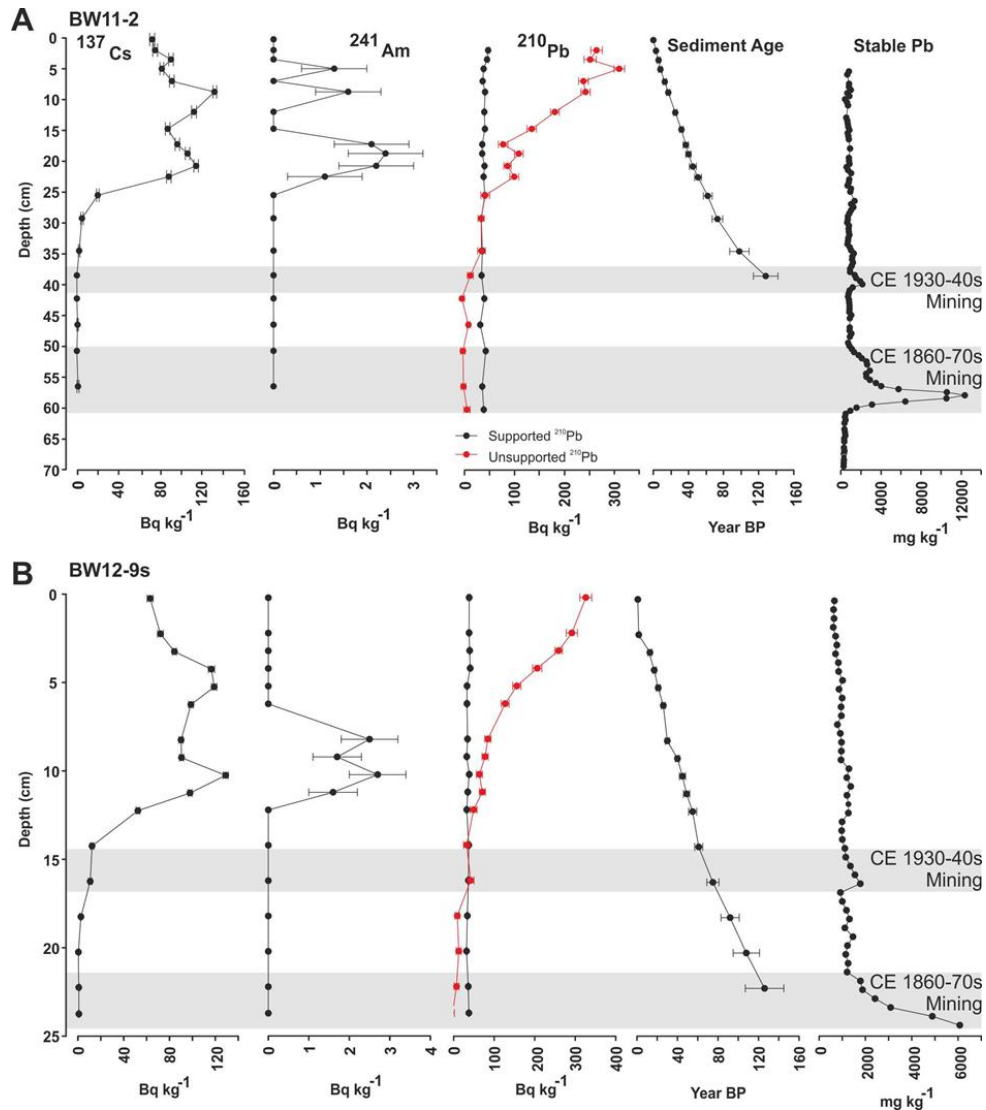 A BW11-2
137Cs
241Am
210Pb
Sediment Age
Stable Pb
Depth (cm)
0
5
10
15
20
25
30
35
40
45
50
55
60
65
70
CE 1930-40s
Mining
CE 1860-70s
Mining
Supported 210Pb
Unsupported 210Pb
0 40 80 120 160
Bq kg-1
0 1 2 3
Bq kg-1
0 100 200 300
Bq kg-1
0 40 80 120 160
Year BP
0 4000 8000 12000
mg kg-1
B BW12-9s
Depth (cm)
0
5
10
15
20
25
CE 1930-40s
Mining
CE 1860-70s
Mining
0 40 80 120
Bq kg-1
0 1 2 3 4
Bq kg-1
0 100 200 300 400
Bq kg-1
0 40 80 120 160
Year BP
0 2000 4000 6000
mg kg-1